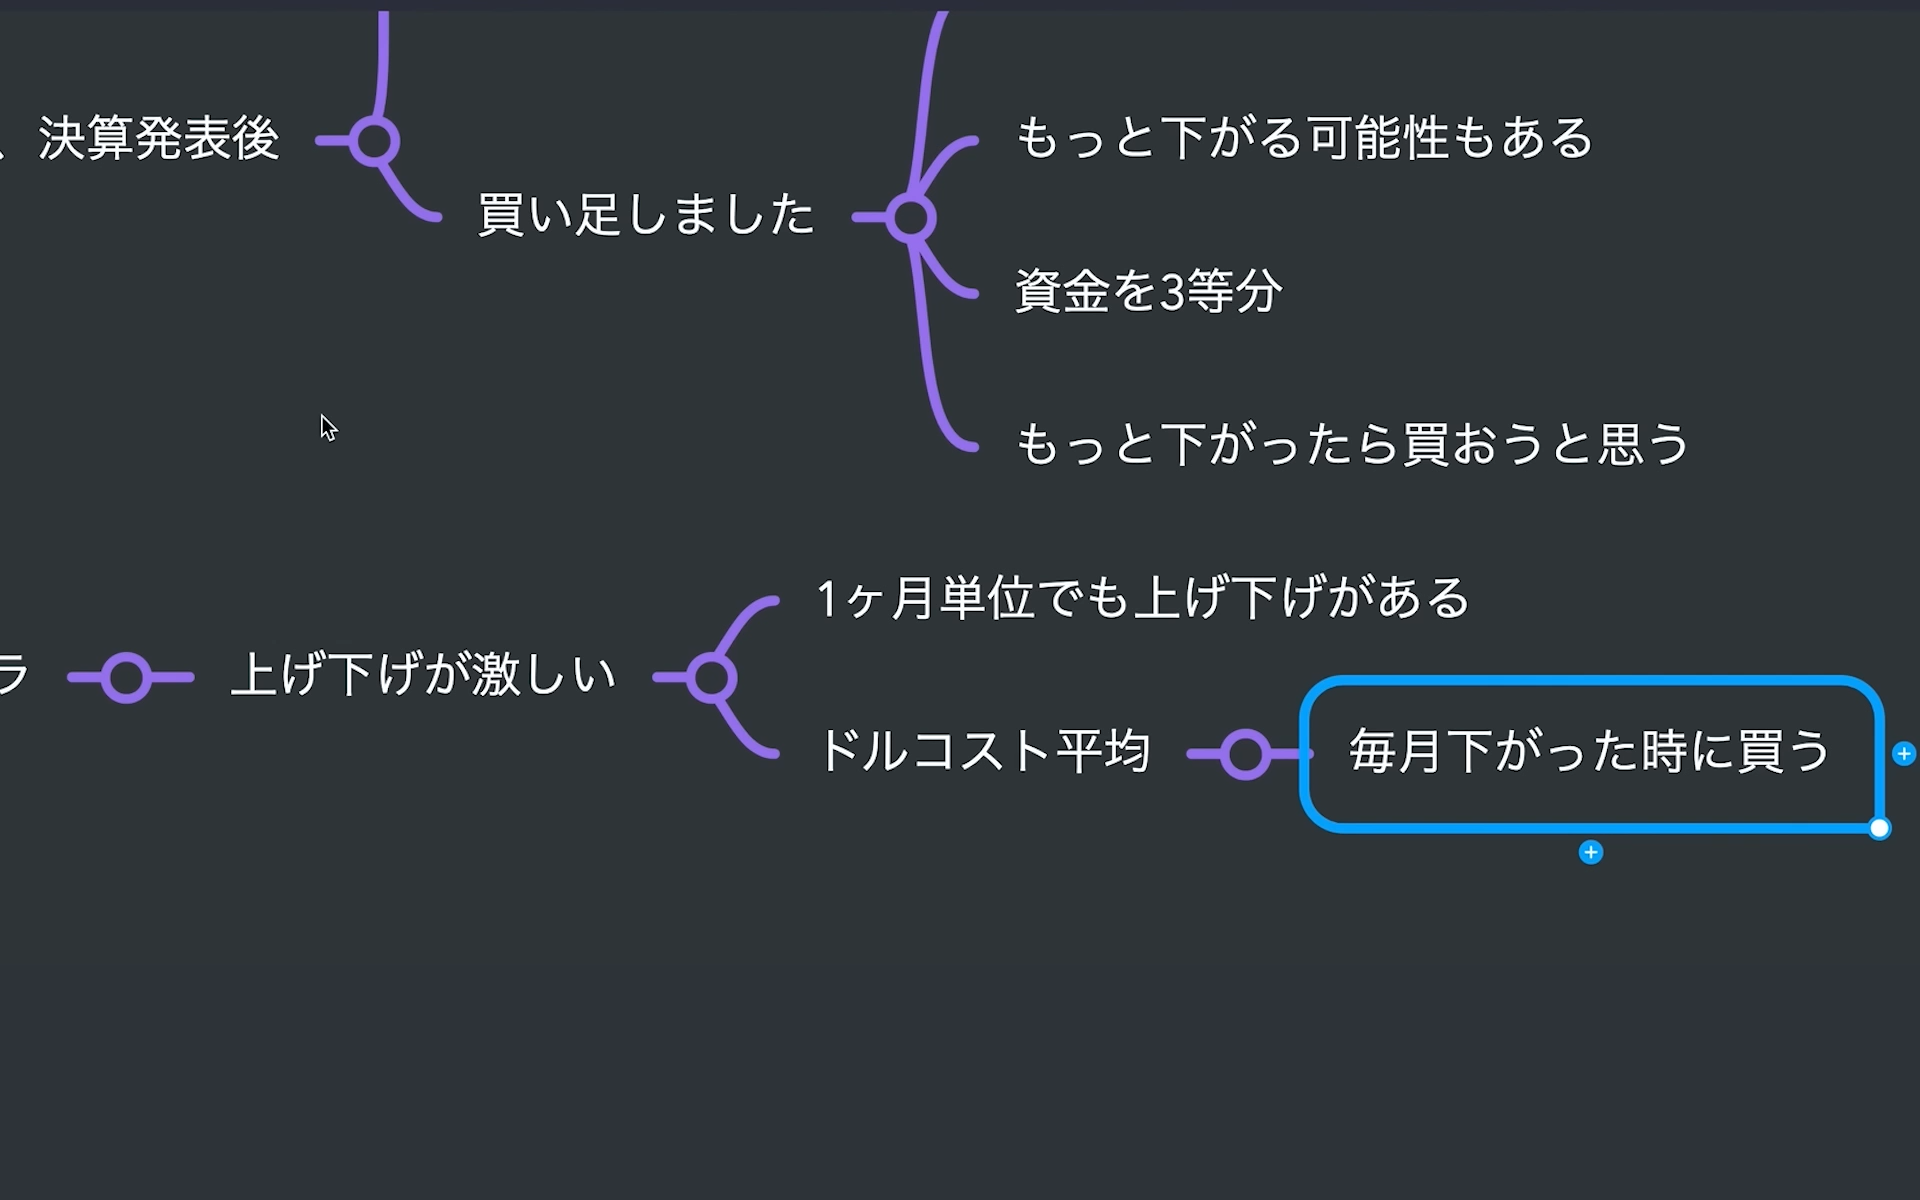 、決算発表後
買い足しました
もっと下がる可能性もある
資金を3等分
もっと下がったら買おうと思う
ラ
上げ下げが激しい
1ヶ月単位でも上げ下げがある
ドルコスト平均
毎月下がった時に買う